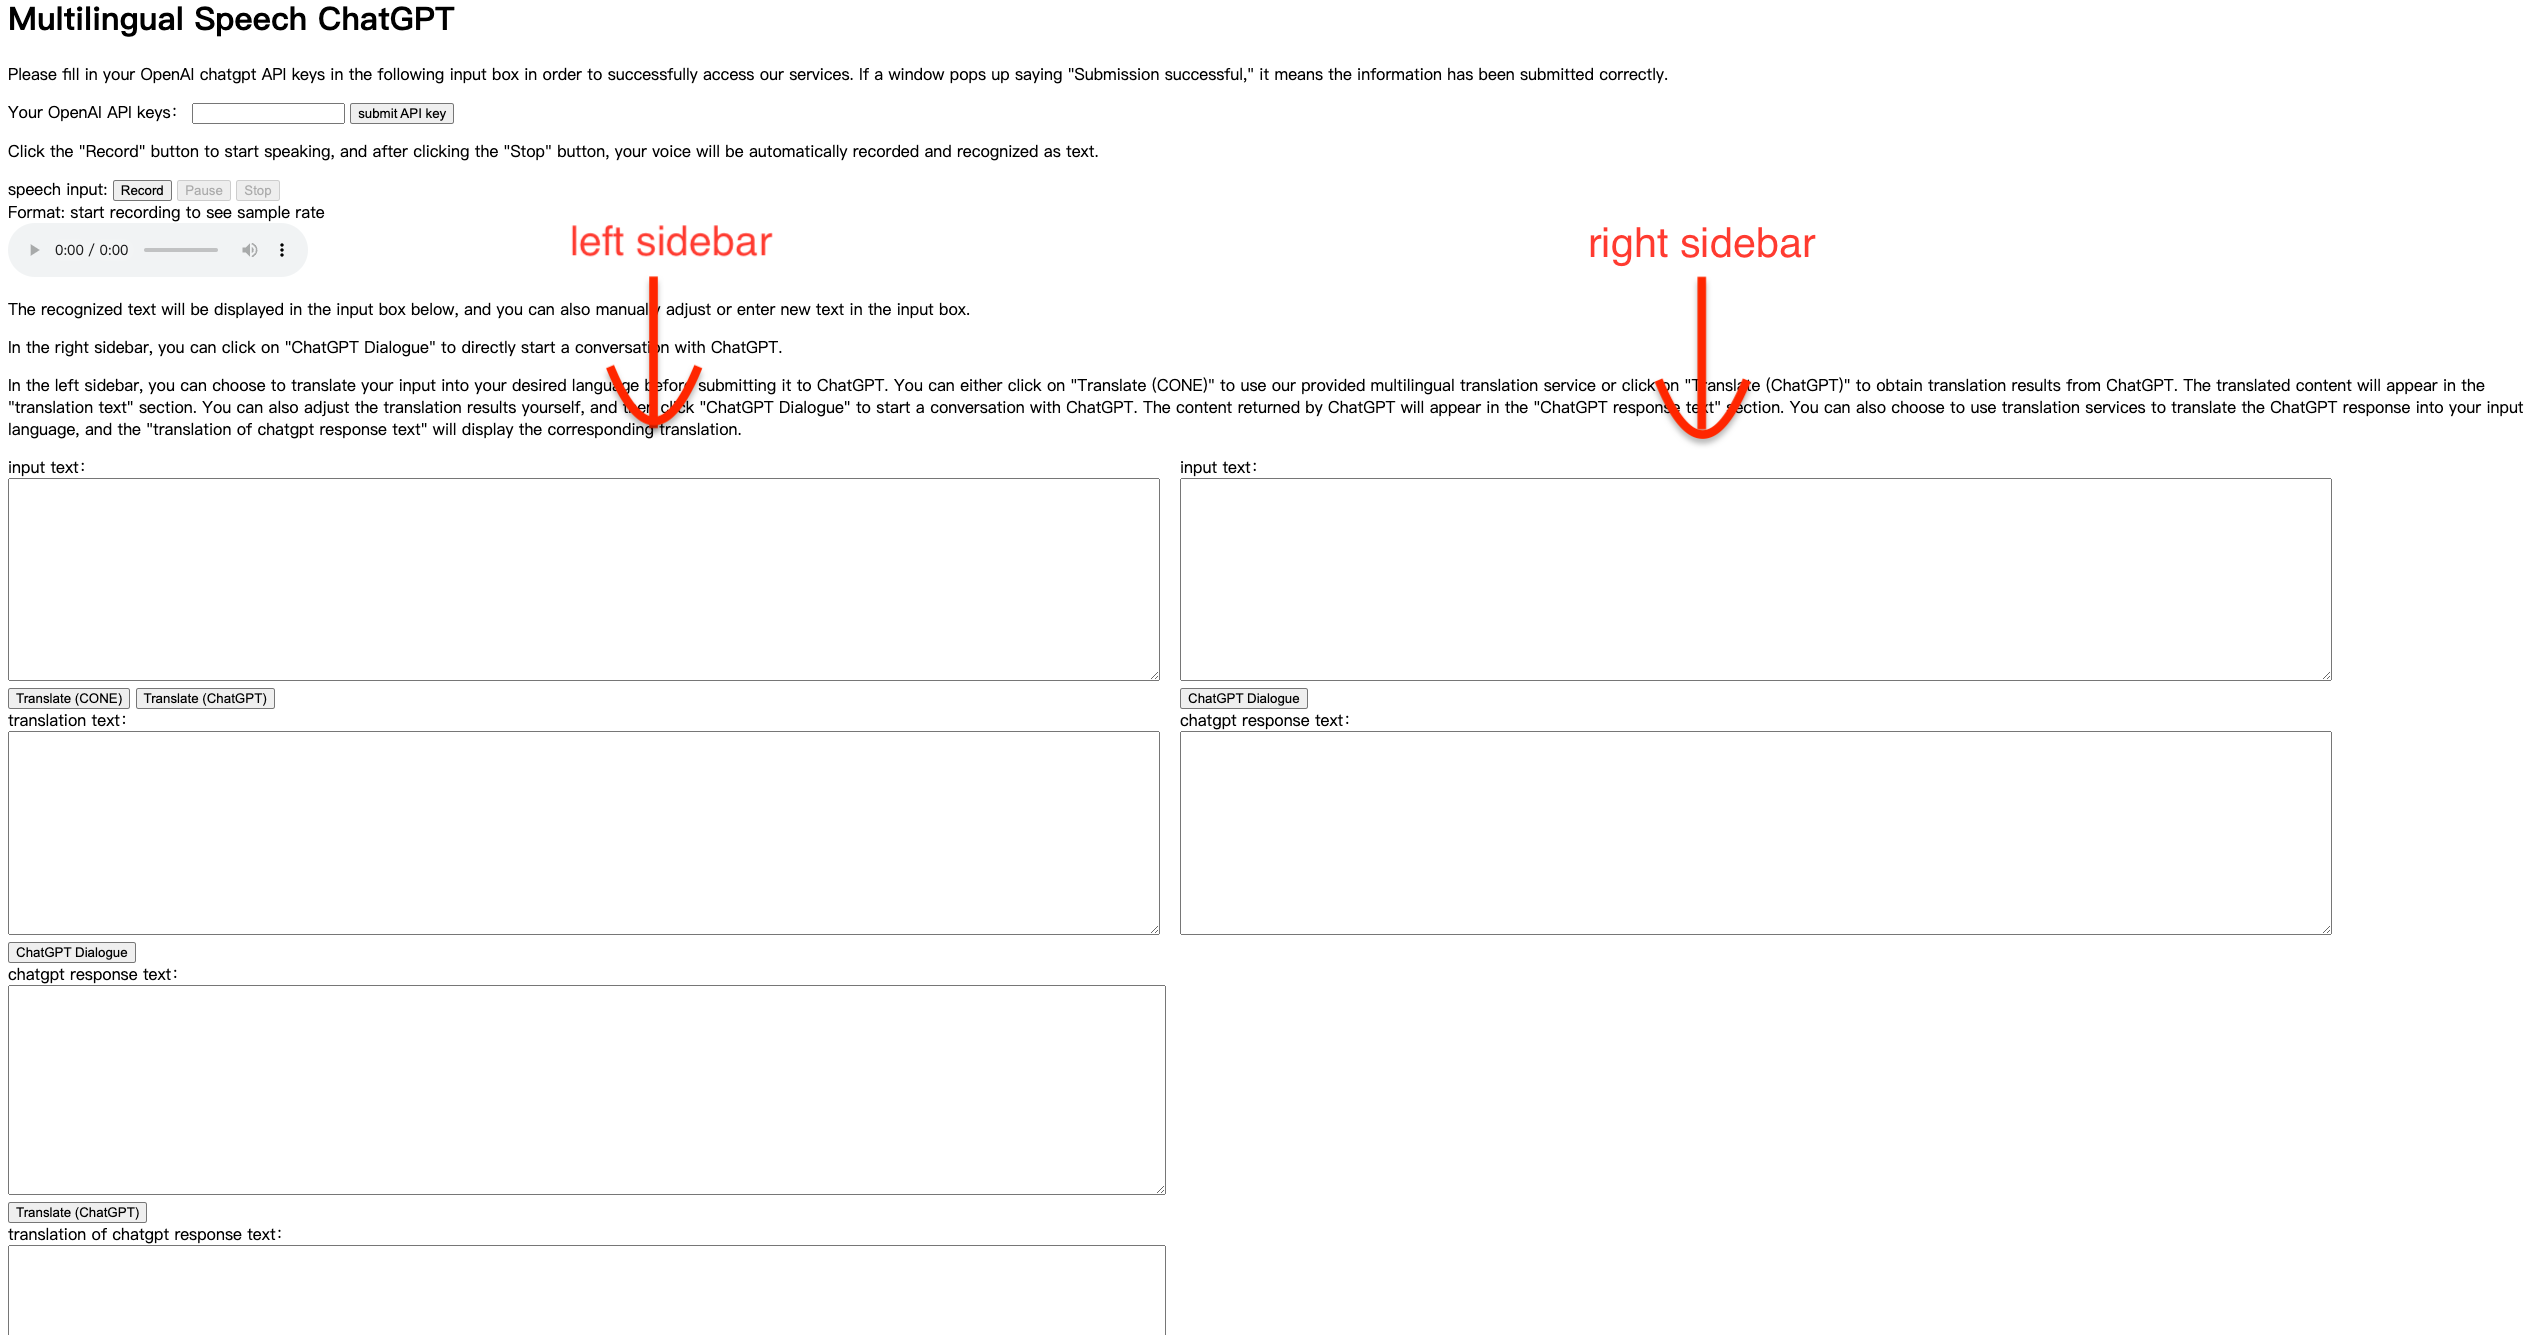 Multilingual Speech ChatGPT
Please fill in your OpenAI chatgpt API keys in the following input box in order to successfully access our services. If a window pops up saying "Submission successful," it means the information has been submitted correctly.
Your OpenAI API keys: submit API key
Click the "Record" button to start speaking, and after clicking the "Stop" button, your voice will be automatically recorded and recognized as text.
speech input: Record Pause Stop
Format: start recording to see sample rate
left sidebar
right sidebar
0:00 / 0:00
The recognized text will be displayed in the input box below, and you can also manually adjust or enter new text in the input box.
In the right sidebar, you can click on "ChatGPT Dialogue" to directly start a conversation with ChatGPT.
In the left sidebar, you can choose to translate your input into your desired language before submitting it to ChatGPT. You can either click on "Translate (CONE)" to use our provided multilingual translation service or click on "Translate (ChatGPT)" to obtain translation results from ChatGPT. The translated content will appear in the
"translation text" section. You can also adjust the translation results yourself, and then click "ChatGPT Dialogue" to start a conversation with ChatGPT. The content returned by ChatGPT will appear in the "ChatGPT response text" section. You can also choose to use translation services to translate the ChatGPT response into your input
language, and the "translation of chatgpt response text" will display the corresponding translation.
input text:
Translate (CONE) Translate (ChatGPT)
translation text:
ChatGPT Dialogue
chatgpt response text:
Translate (ChatGPT)
translation of chatgpt response text:
input text:
ChatGPT Dialogue
chatgpt response text: